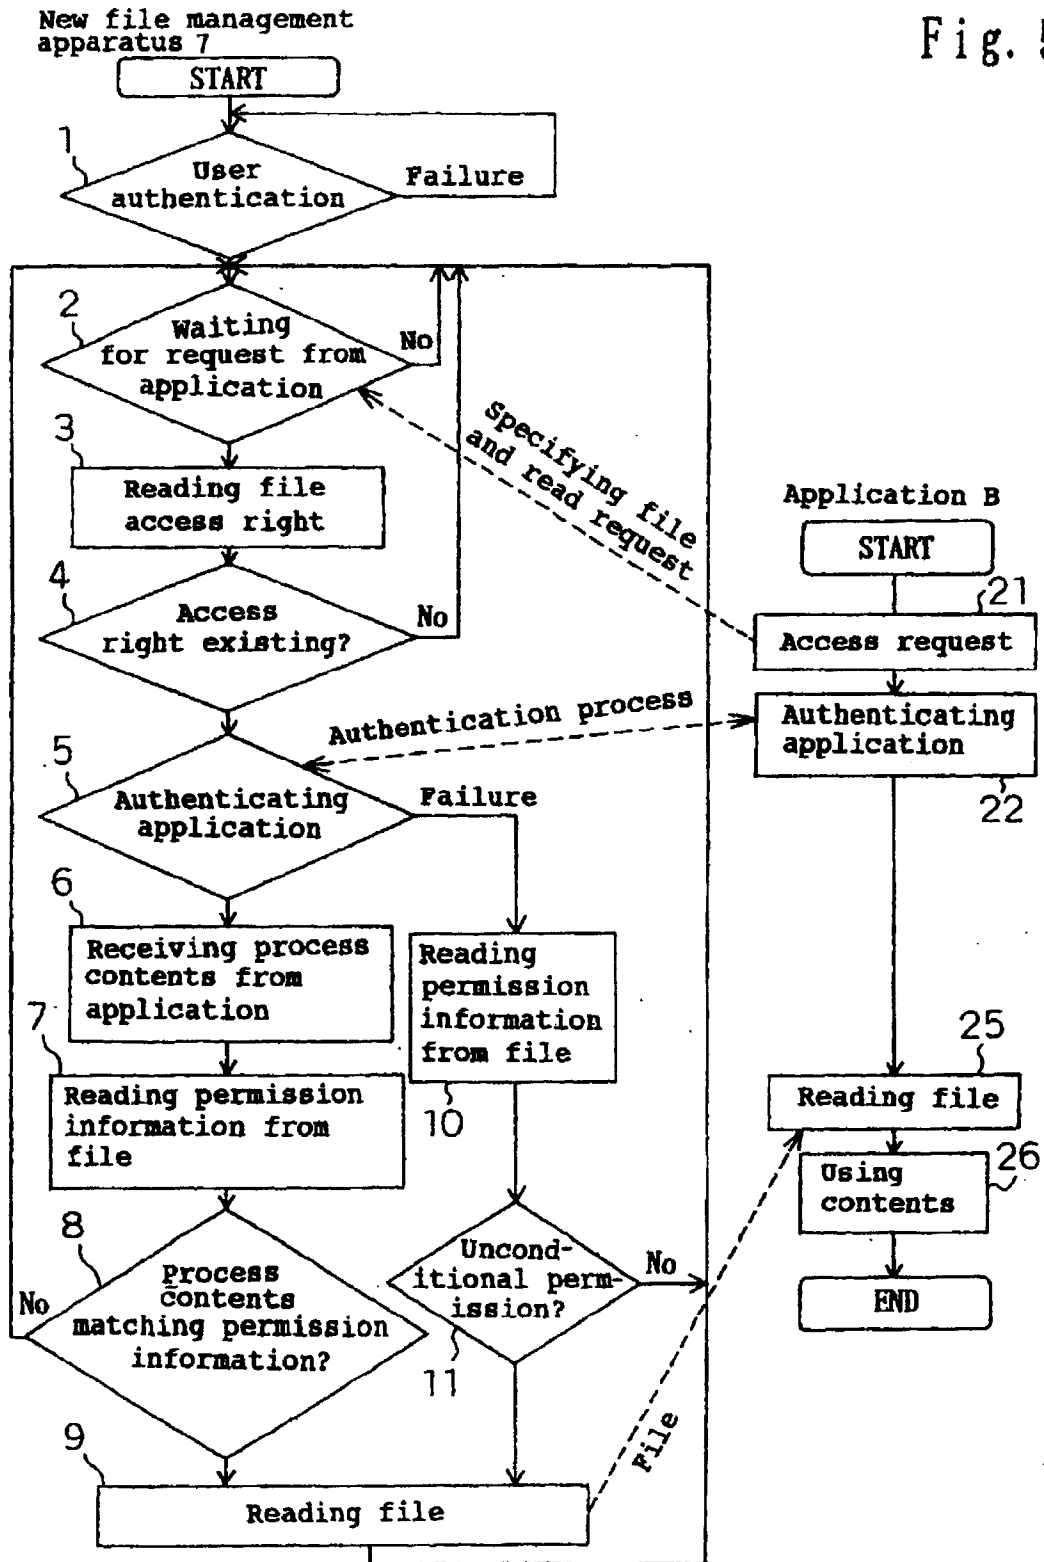 New file management
apparatus 7
Fig. 5
START
1
User
authentication
Failure
2
Waiting
for request from
application
No
3
Reading file
access right
Specifying file
and read request
4
Access
right existing?
No
Application B
START
21
Access request
Authentication process
Authenticating
application
22
5
Authenticating
application
Failure
6
Receiving process
contents from
application
Reading
permission
information
from file
10
7
Reading permission
information from
file
25
Reading file
26
Using
contents
END
8
Process
contents
matching permission
information?
No
Uncond-
itional perm-
ission?
No
11
9
Reading file
File